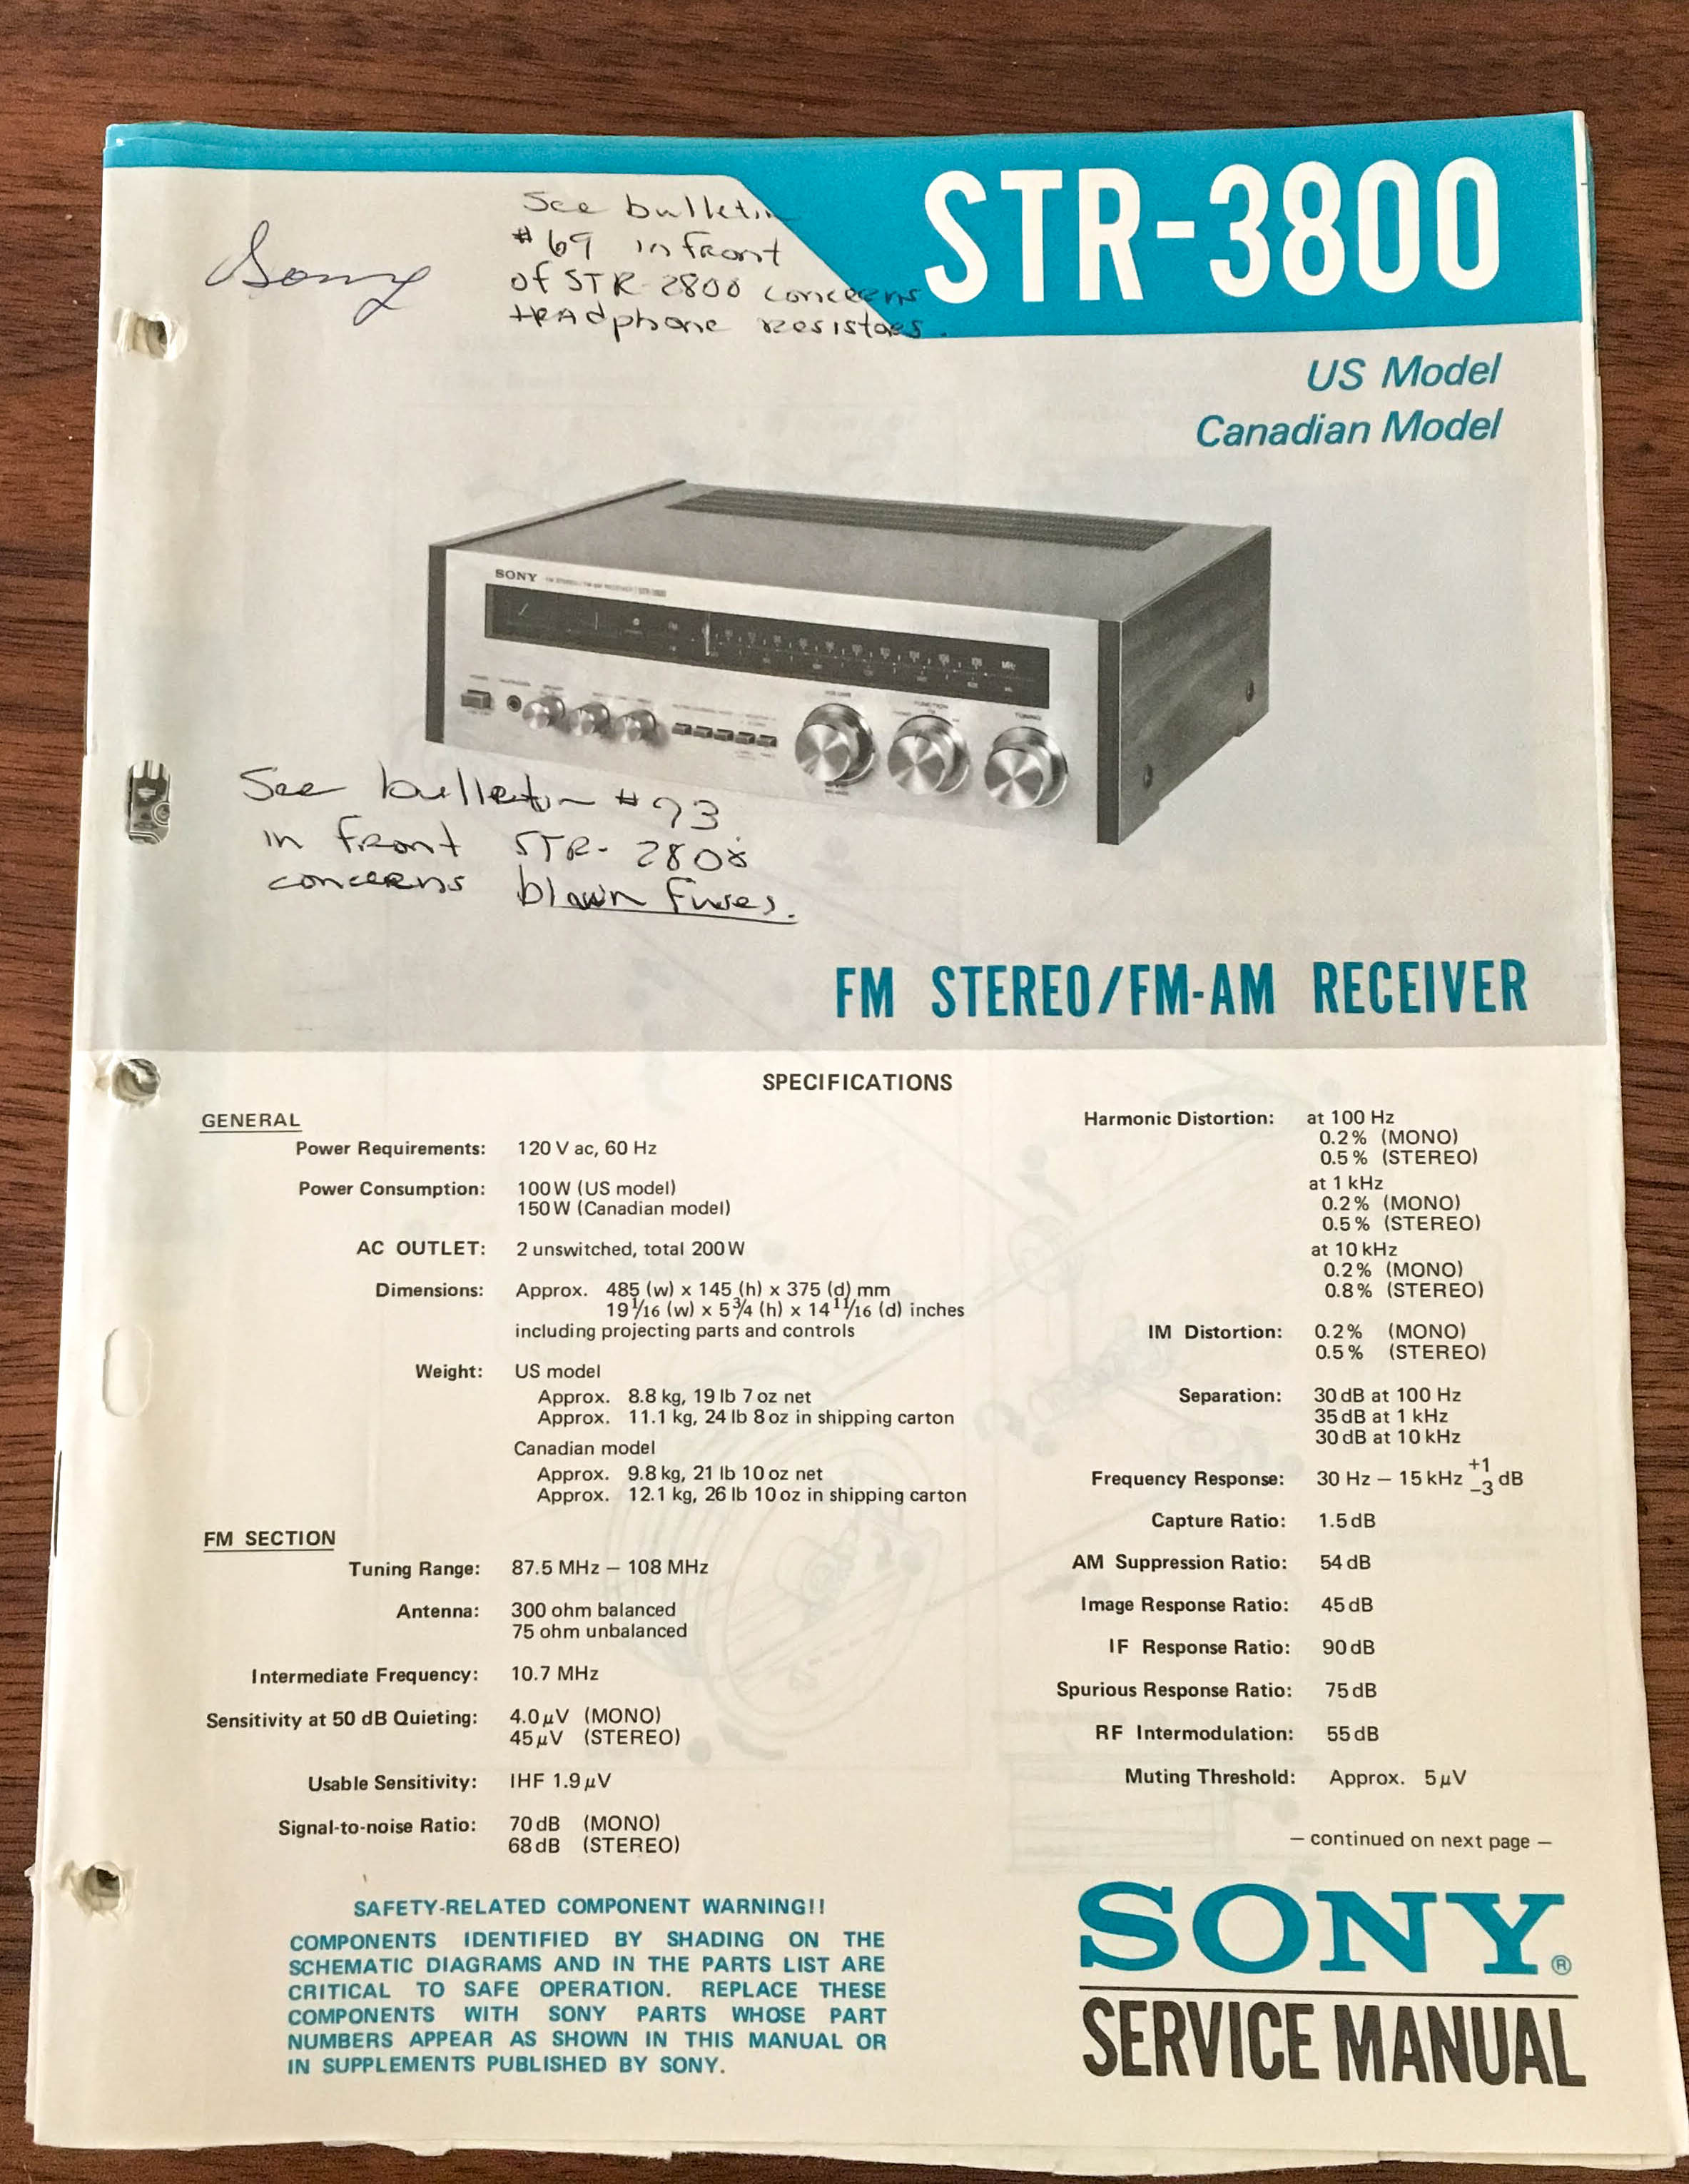 STR-3800
See bulletin
# 69 in front
of STR-2800 concerns
Headphone resistors.
Sony
US Model
Canadian Model
SONY
FM STEREO / FM-AM RECEIVER STR-3800
FM
MHz
VOLUME
FUNCTION
TUNING
See bulletin #73
in front STR-2800
concerns blown fuses.
FM STEREO/FM-AM RECEIVER
SPECIFICATIONS
GENERAL
Power Requirements: 120 V ac, 60 Hz
Power Consumption: 100 W (US model)
150 W (Canadian model)
AC OUTLET: 2 unswitched, total 200 W
Dimensions: Approx. 485 (w) x 145 (h) x 375 (d) mm
19 1/16 (w) x 5 3/4 (h) x 14 11/16 (d) inches
including projecting parts and controls
Weight: US model
Approx. 8.8 kg, 19 lb 7 oz net
Approx. 11.1 kg, 24 lb 8 oz in shipping carton
Canadian model
Approx. 9.8 kg, 21 lb 10 oz net
Approx. 12.1 kg, 26 lb 10 oz in shipping carton
FM SECTION
Tuning Range: 87.5 MHz – 108 MHz
Antenna: 300 ohm balanced
75 ohm unbalanced
Intermediate Frequency: 10.7 MHz
Sensitivity at 50 dB Quieting: 4.0 μV (MONO)
45 μV (STEREO)
Usable Sensitivity: IHF 1.9 μV
Signal-to-noise Ratio: 70 dB (MONO)
68 dB (STEREO)
Harmonic Distortion: at 100 Hz
0.2% (MONO)
0.5% (STEREO)
at 1 kHz
0.2% (MONO)
0.5% (STEREO)
at 10 kHz
0.2% (MONO)
0.8% (STEREO)
IM Distortion: 0.2% (MONO)
0.5% (STEREO)
Separation: 30 dB at 100 Hz
35 dB at 1 kHz
30 dB at 10 kHz
Frequency Response: 30 Hz – 15 kHz +1 −3 dB
Capture Ratio: 1.5 dB
AM Suppression Ratio: 54 dB
Image Response Ratio: 45 dB
IF Response Ratio: 90 dB
Spurious Response Ratio: 75 dB
RF Intermodulation: 55 dB
Muting Threshold: Approx. 5 μV
– continued on next page –
SAFETY-RELATED COMPONENT WARNING!!
COMPONENTS IDENTIFIED BY SHADING ON THE
SCHEMATIC DIAGRAMS AND IN THE PARTS LIST ARE
CRITICAL TO SAFE OPERATION. REPLACE THESE
COMPONENTS WITH SONY PARTS WHOSE PART
NUMBERS APPEAR AS SHOWN IN THIS MANUAL OR
IN SUPPLEMENTS PUBLISHED BY SONY.
SONY®
SERVICE MANUAL